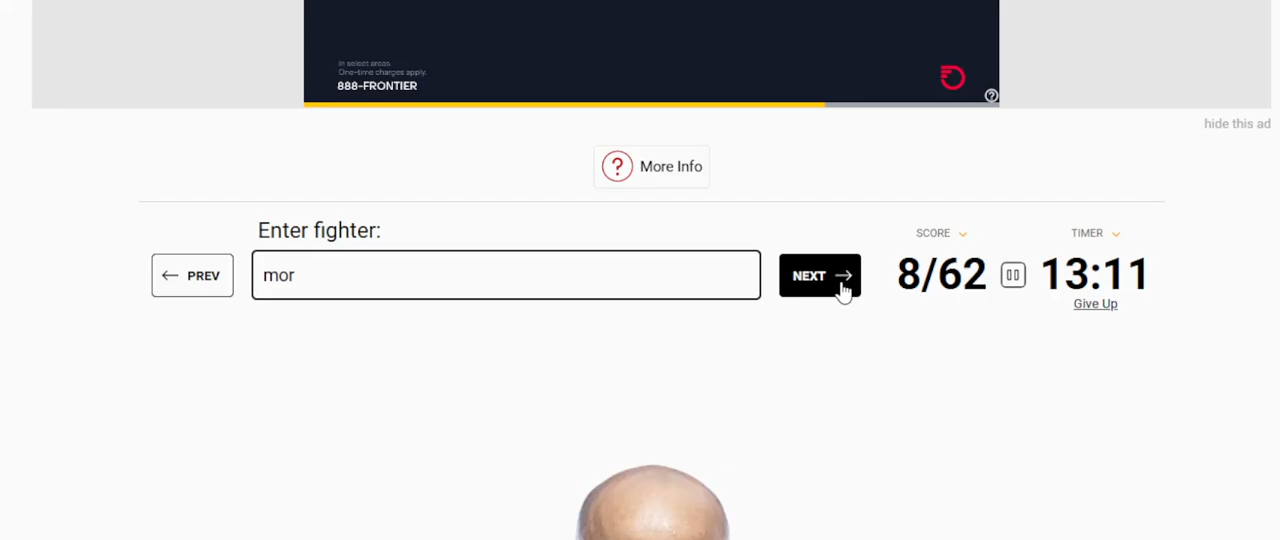 In select areas.
One-time charges apply.
888-FRONTIER
?
hide this ad
? More Info
Enter fighter:
← PREV
mor
NEXT →
SCORE
8/62
TIMER
13:11
Give Up